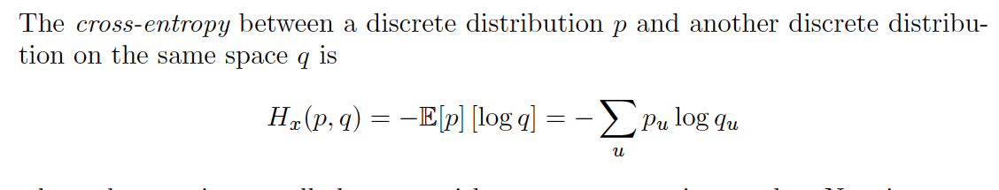 The cross-entropy between a discrete distribution p and another discrete distribu-
tion on the same space q is
Hₓ(p, q) = −𝔼[p] [log q] = − ∑ᵤ pᵤ log qᵤ